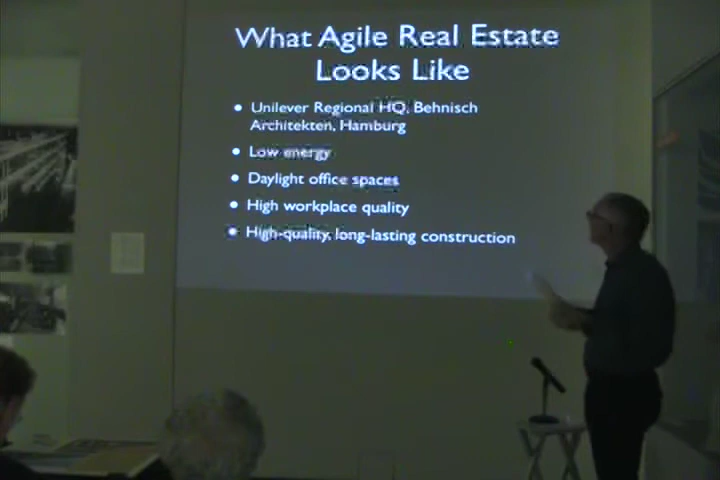 What Agile Real Estate
Looks Like
• Unilever Regional HQ, Behnisch
Architekten, Hamburg
• Low energy
• Daylight office spaces
• High workplace quality
• High-quality, long-lasting construction